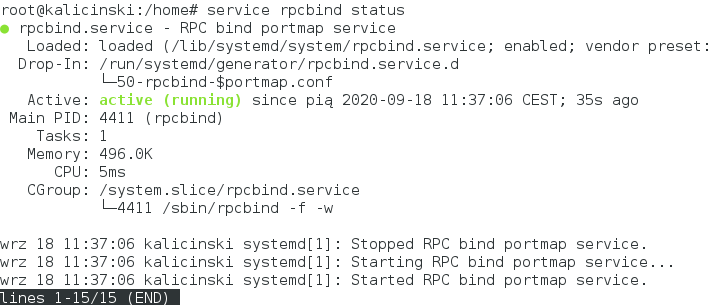 root@kalicinski:/home# service rpcbind status
● rpcbind.service - RPC bind portmap service
   Loaded: loaded (/lib/systemd/system/rpcbind.service; enabled; vendor preset:
  Drop-In: /run/systemd/generator/rpcbind.service.d
           └─50-rpcbind-$portmap.conf
   Active: active (running) since pią 2020-09-18 11:37:06 CEST; 35s ago
 Main PID: 4411 (rpcbind)
    Tasks: 1
   Memory: 496.0K
      CPU: 5ms
   CGroup: /system.slice/rpcbind.service
           └─4411 /sbin/rpcbind -f -w

wrz 18 11:37:06 kalicinski systemd[1]: Stopped RPC bind portmap service.
wrz 18 11:37:06 kalicinski systemd[1]: Starting RPC bind portmap service...
wrz 18 11:37:06 kalicinski systemd[1]: Started RPC bind portmap service.
lines 1-15/15 (END)